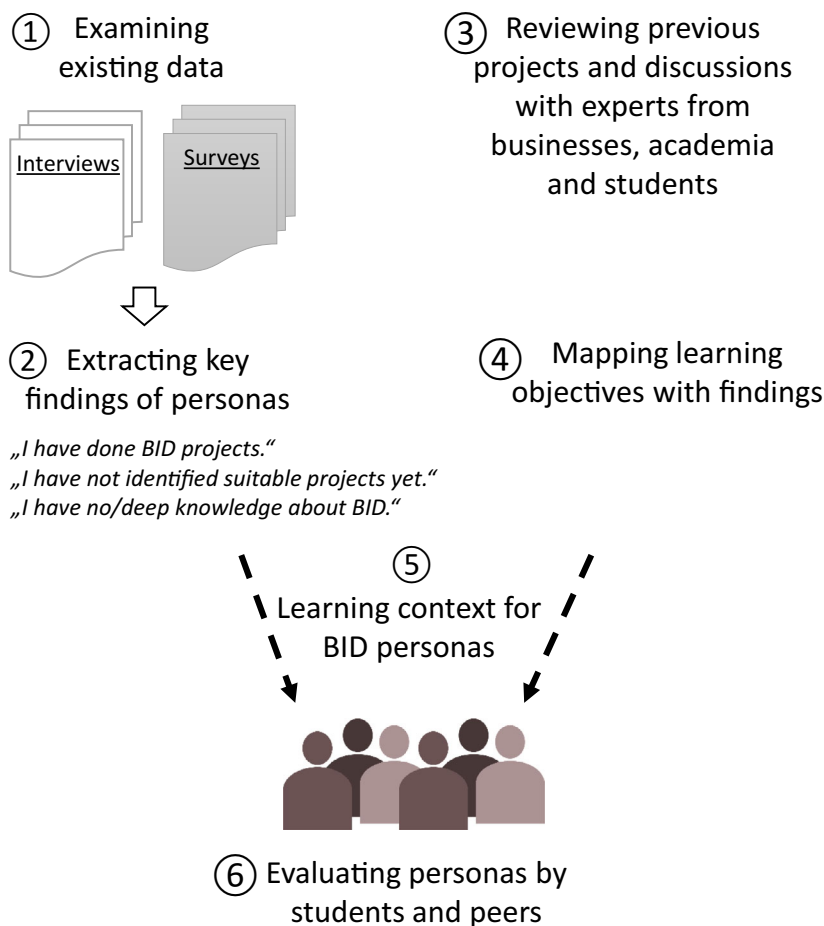 ① Examining
existing data
Interviews
Surveys
② Extracting key
findings of personas
„I have done BID projects.“
„I have not identified suitable projects yet.“
„I have no/deep knowledge about BID.“
③ Reviewing previous
projects and discussions
with experts from
businesses, academia
and students
④ Mapping learning
objectives with findings
⑤
Learning context for
BID personas
⑥ Evaluating personas by
students and peers